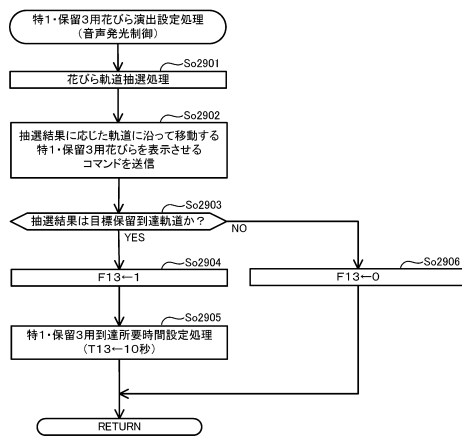 特1・保留3用花びら演出設定処理
(音声発光制御)
So2901
花びら軌道抽選処理
So2902
抽選結果に応じた軌道に沿って移動する
特1・保留3用花びらを表示させる
コマンドを送信
So2903
抽選結果は目標保留到達軌道か?
NO
YES
So2904
F13←1
So2906
F13←0
So2905
特1・保留3用到達所要時間設定処理
(T13←10秒)
RETURN